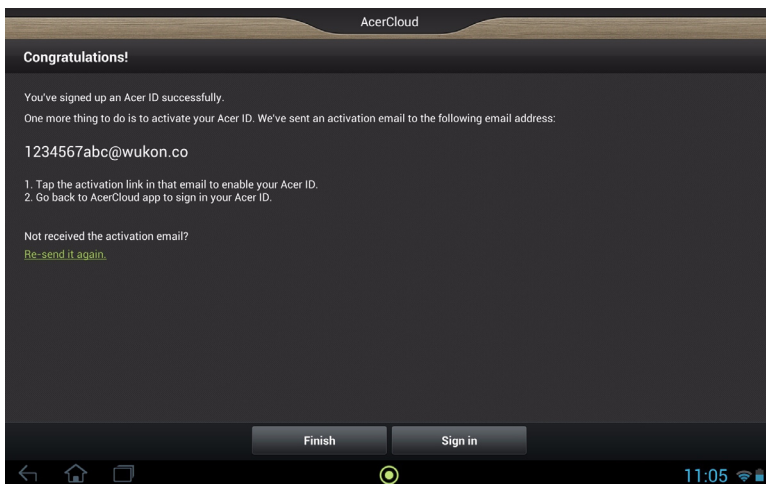 AcerCloud
Congratulations!
You've signed up an Acer ID successfully.
One more thing to do is to activate your Acer ID. We've sent an activation email to the following email address:
1234567abc@wukon.co
1. Tap the activation link in that email to enable your Acer ID.
2. Go back to AcerCloud app to sign in your Acer ID.
Not received the activation email?
Re-send it again.
Finish Sign in
11:05